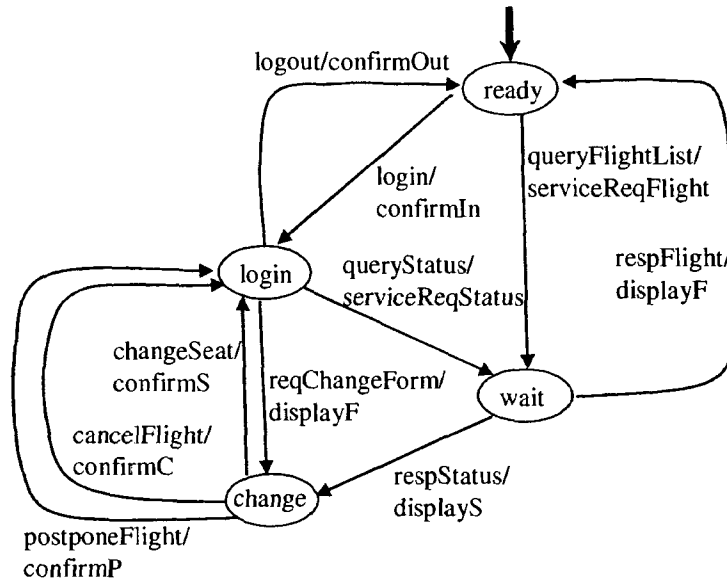 logout/confirmOut
ready
queryFlightList/
serviceReqFlight
login/
confirmIn
login
queryStatus/
serviceReqStatus
respFlight/
displayF
changeSeat/
confirmS
reqChangeForm/
displayF
wait
cancelFlight/
confirmC
respStatus/
displayS
change
postponeFlight/
confirmP